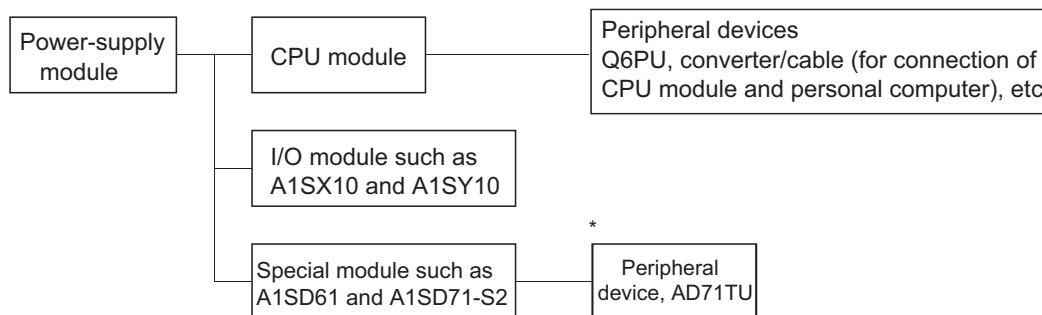 Power-supply
module
CPU module
Peripheral devices
Q6PU, converter/cable (for connection of
CPU module and personal computer), etc
I/O module such as
A1SX10 and A1SY10
Special module such as
A1SD61 and A1SD71-S2
*
Peripheral
device, AD71TU